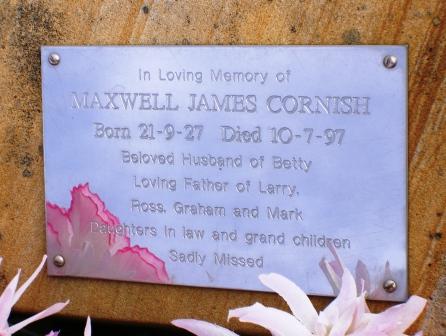 In Loving Memory of
MAXWELL JAMES CORNISH
Born 21-9-27 Died 10-7-97
Beloved Husband of Betty
Loving Father of Larry,
Ross, Graham and Mark
Daughters in law and grand children
Sadly Missed